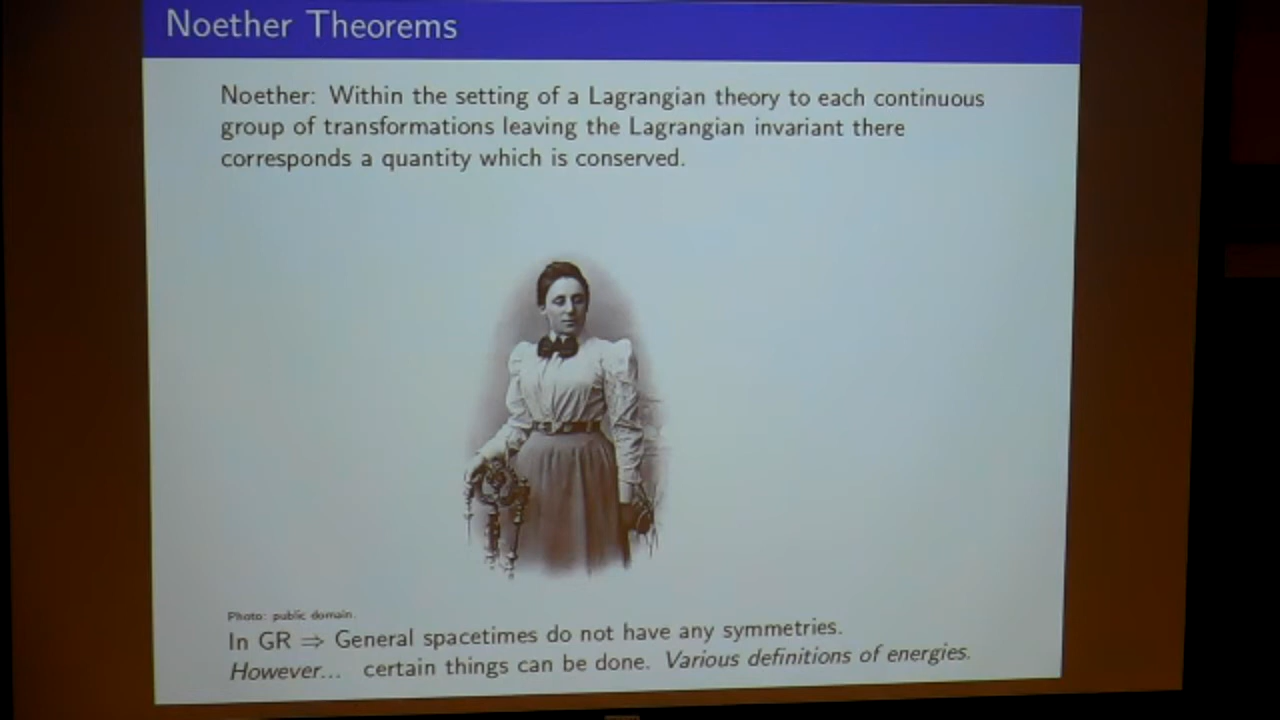 Noether Theorems
Noether: Within the setting of a Lagrangian theory to each continuous
group of transformations leaving the Lagrangian invariant there
corresponds a quantity which is conserved.
Photo: public domain.
In GR ⇒ General spacetimes do not have any symmetries.
However... certain things can be done. Various definitions of energies.